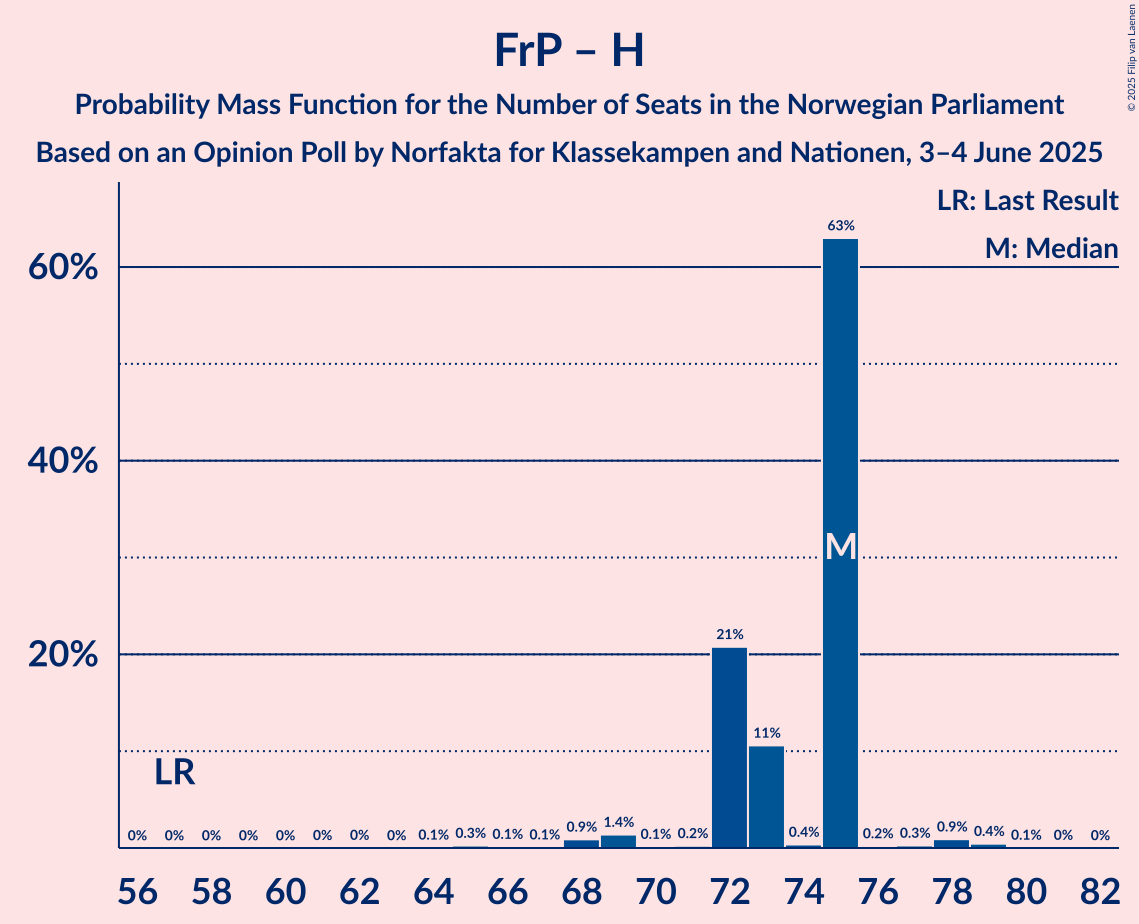 FrP – H
Probability Mass Function for the Number of Seats in the Norwegian Parliament
Based on an Opinion Poll by Norfakta for Klassekampen and Nationen, 3–4 June 2025
© 2025 Filip van Laenen
LR: Last Result
M: Median
60%
40%
20%
63%
M
21%
11%
LR
0% 0% 0% 0% 0% 0% 0% 0% 0.1% 0.3% 0.1% 0.1% 0.9% 1.4% 0.1% 0.2% 0.4% 0.2% 0.3% 0.9% 0.4% 0.1% 0% 0%
56 58 60 62 64 66 68 70 72 74 76 78 80 82